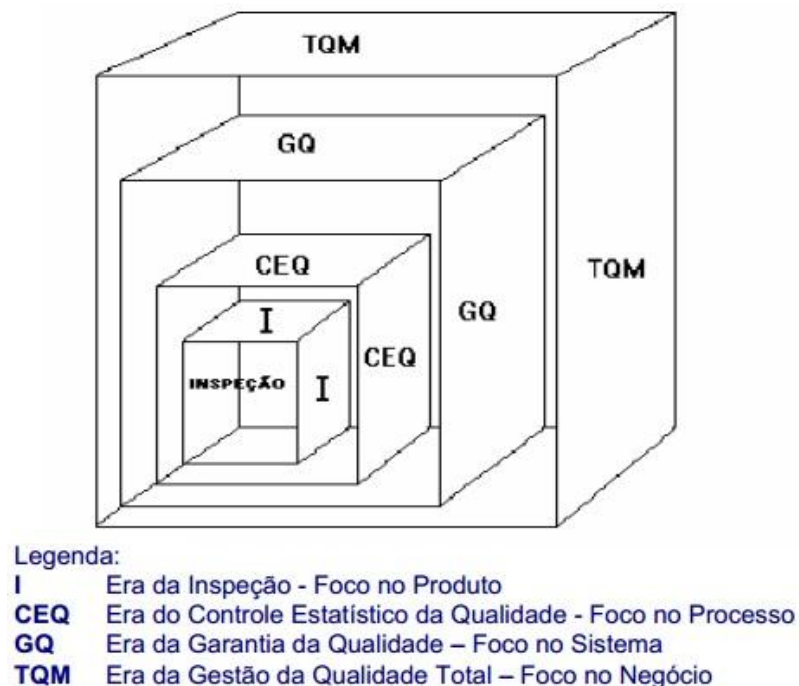 TQM
GQ
TQM
CEQ
GQ
I
CEQ
INSPEÇÃO
I
Legenda:
I Era da Inspeção - Foco no Produto
CEQ Era do Controle Estatístico da Qualidade - Foco no Processo
GQ Era da Garantia da Qualidade – Foco no Sistema
TQM Era da Gestão da Qualidade Total – Foco no Negócio